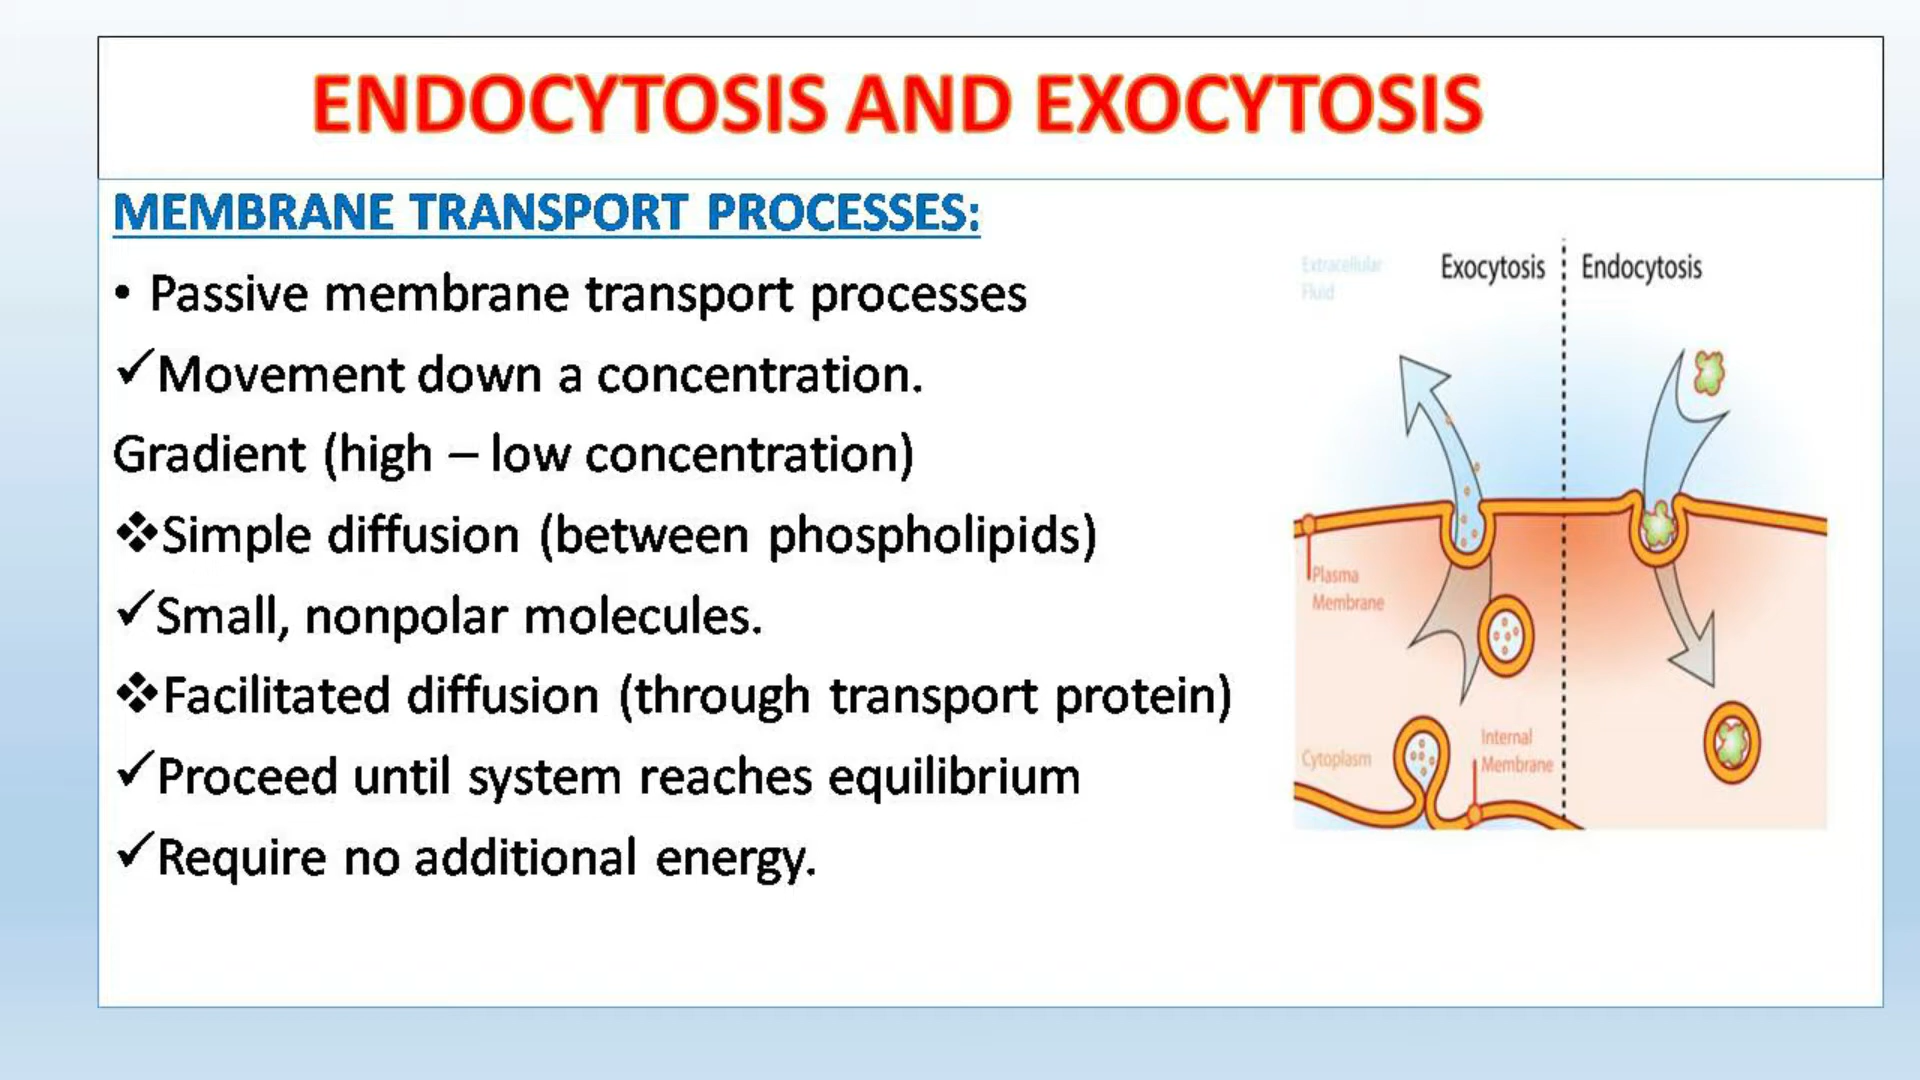 ENDOCYTOSIS AND EXOCYTOSIS
MEMBRANE TRANSPORT PROCESSES:
• Passive membrane transport processes
✓Movement down a concentration.
Gradient (high – low concentration)
❖Simple diffusion (between phospholipids)
✓Small, nonpolar molecules.
❖Facilitated diffusion (through transport protein)
✓Proceed until system reaches equilibrium
✓Require no additional energy.
Extracellular
Fluid
Exocytosis
Endocytosis
Plasma
Membrane
Cytoplasm
Internal
Membrane